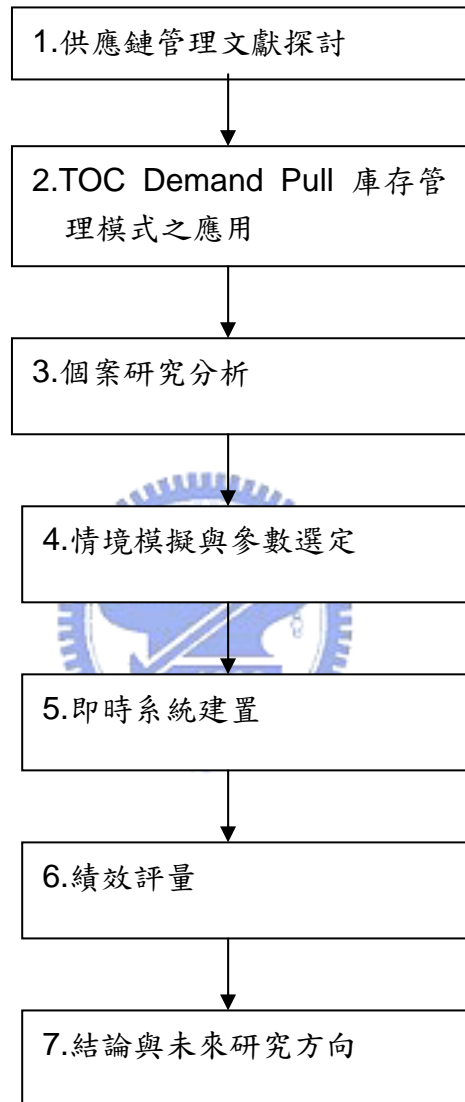 1.供應鏈管理文獻探討
2.TOC Demand Pull 庫存管
理模式之應用
3.個案研究分析
4.情境模擬與參數選定
5.即時系統建置
6.績效評量
7.結論與未來研究方向